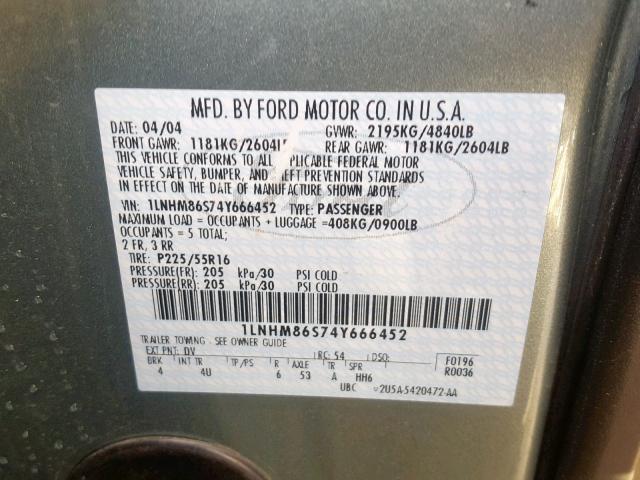 MFD. BY FORD MOTOR CO. IN U.S.A.
DATE: 04/04 GVWR: 2195KG/4840LB
FRONT GAWR: 1181KG/2604L REAR GAWR: 1181KG/2604LB
THIS VEHICLE CONFORMS TO ALL PLICABLE FEDERAL MOTOR
VEHICLE SAFETY, BUMPER, AND HEFT PREVENTION STANDARDS
IN EFFECT ON THE DATE OF MANUFACTURE SHOWN ABOVE.
VIN: 1LNHM86S74Y666452 TYPE: PASSENGER
MAXIMUM LOAD = OCCUPANTS + LUGGAGE =408KG/0900LB
OCCUPANTS = 5 TOTAL;
2 FR, 3 RR
TIRE: P225/55R16
PRESSURE(FR): 205 kPa/30 PSI COLD
PRESSURE(RR): 205 kPa/30 PSI COLD
1LNHM86S74Y666452
TRAILER TOWING - SEE OWNER GUIDE
EXT PNT: DV RC: 54 DSO: F0196
BRK INT TR TP/PS R AXLE TR SPR R0036
4 4U 6 53 A HH6
UBC 2U5A-5420472-AA